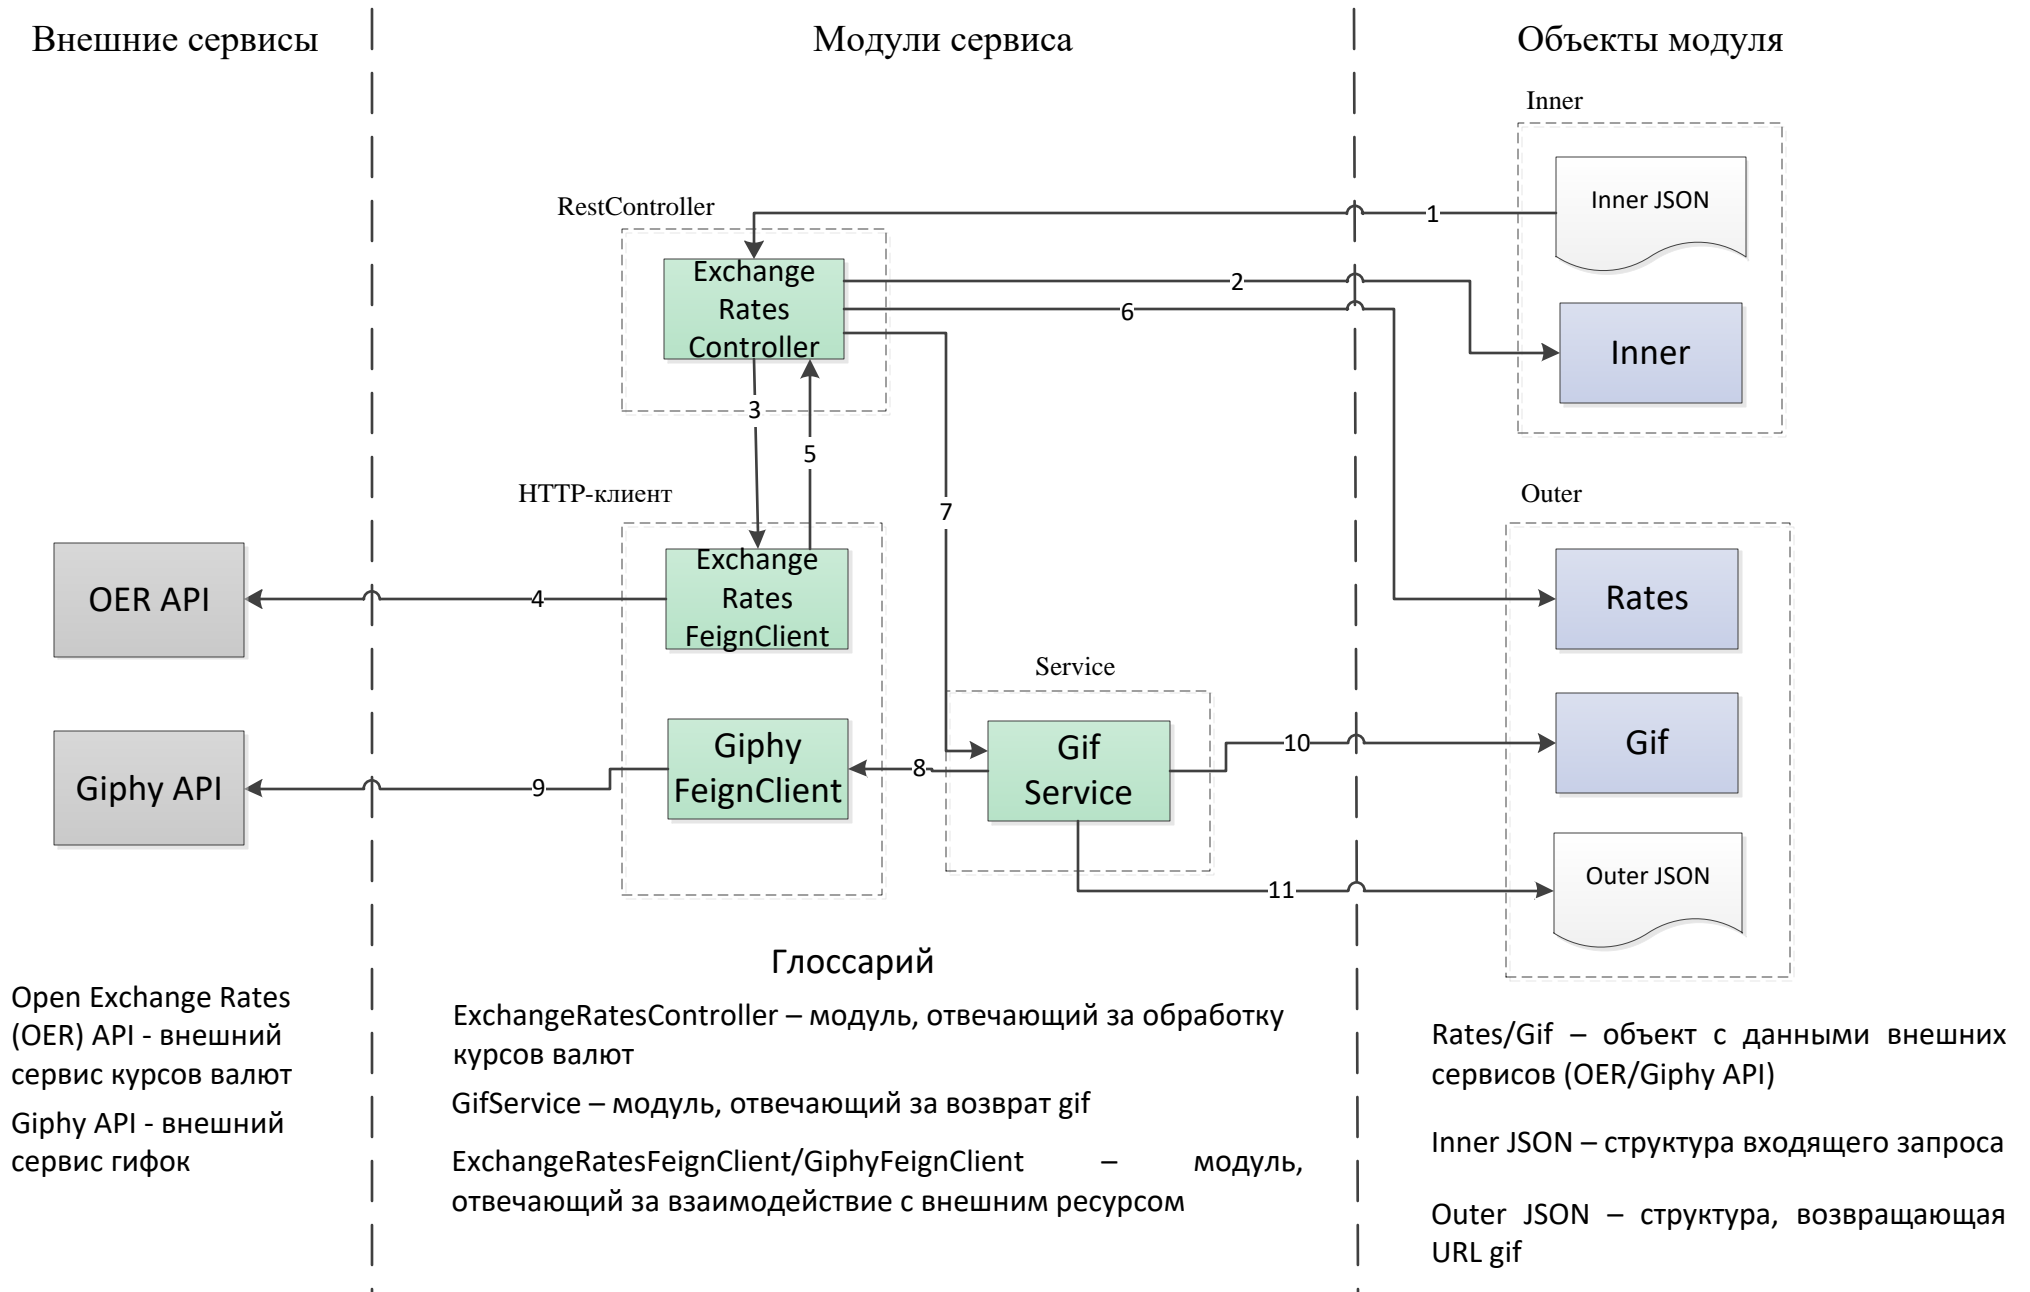 Внешние сервисы
Модули сервиса
Объекты модуля
Inner
Inner JSON
1
RestController
Exchange
Rates
Controller
2
6
Inner
3
5
HTTP-клиент
7
Outer
OER API
4
Exchange
Rates
FeignClient
Rates
Service
Giphy API
9
Giphy
FeignClient
8
Gif
Service
10
Gif
11
Outer JSON
Open Exchange Rates
(OER) API - внешний
сервис курсов валют
Giphy API - внешний
сервис гифок
Глоссарий
ExchangeRatesController – модуль, отвечающий за обработку
курсов валют
GifService – модуль, отвечающий за возврат gif
ExchangeRatesFeignClient/GiphyFeignClient – модуль,
отвечающий за взаимодействие с внешним ресурсом
Rates/Gif – объект с данными внешних
сервисов (OER/Giphy API)
Inner JSON – структура входящего запроса
Outer JSON – структура, возвращающая
URL gif